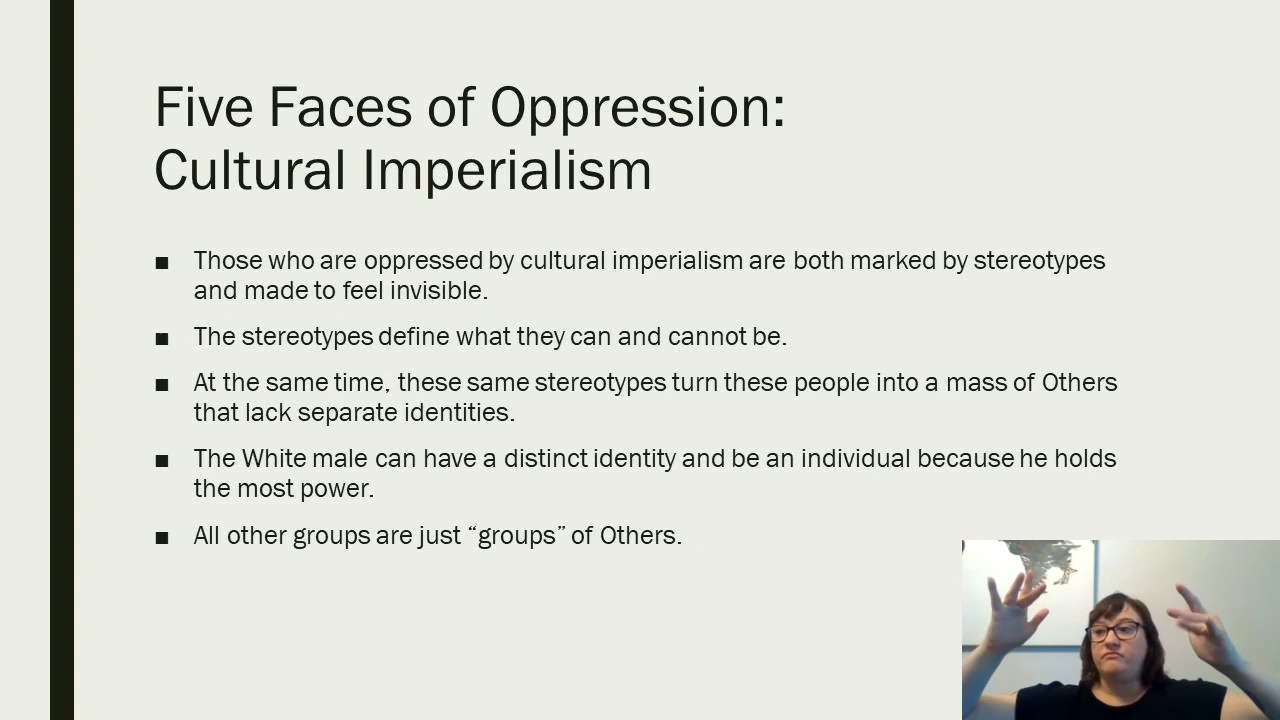 Five Faces of Oppression:
Cultural Imperialism
■ Those who are oppressed by cultural imperialism are both marked by stereotypes
and made to feel invisible.
■ The stereotypes define what they can and cannot be.
■ At the same time, these same stereotypes turn these people into a mass of Others
that lack separate identities.
■ The White male can have a distinct identity and be an individual because he holds
the most power.
■ All other groups are just “groups” of Others.